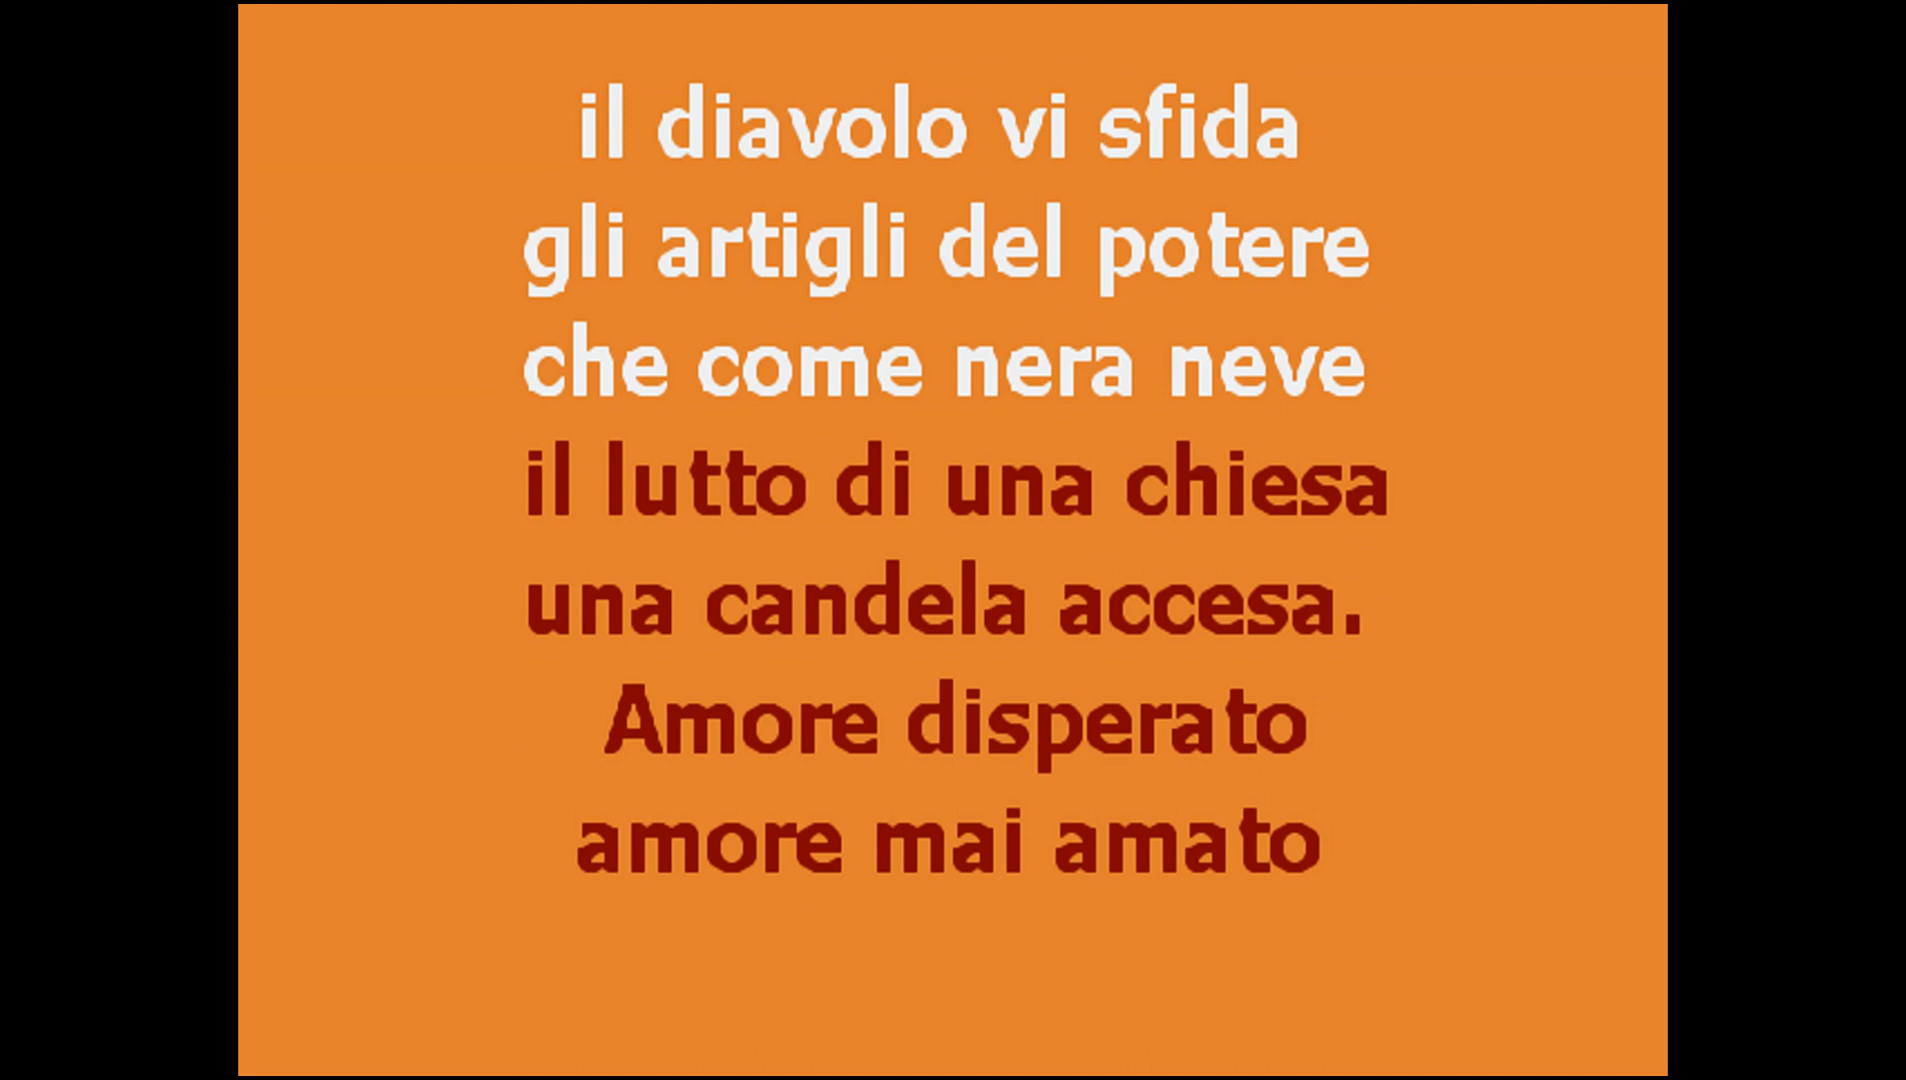 il diavolo vi sfida
gli artigli del potere
che come nera neve
il lutto di una chiesa
una candela accesa.
Amore disperato
amore mai amato